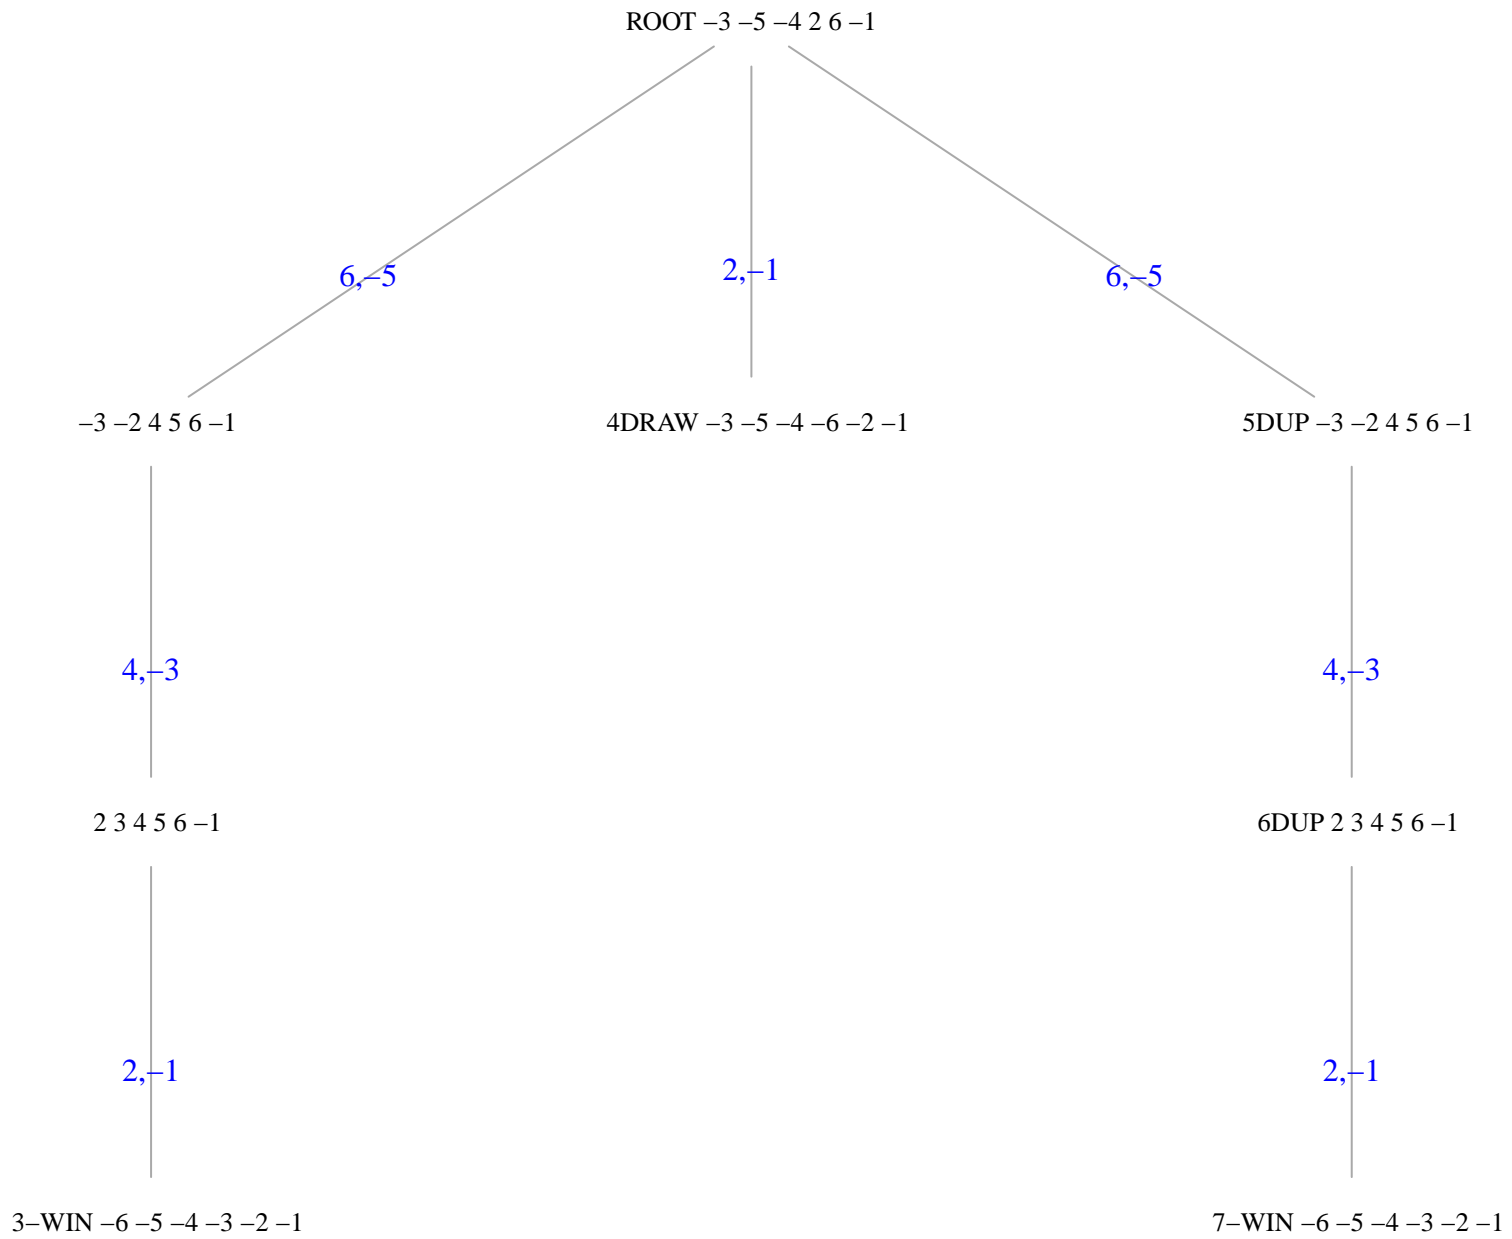 ROOT –3 –5 –4 2 6 –1
6,–5
2,–1
6,–5
–3 –2 4 5 6 –1
4DRAW –3 –5 –4 –6 –2 –1
5DUP –3 –2 4 5 6 –1
4,–3
4,–3
2 3 4 5 6 –1
6DUP 2 3 4 5 6 –1
2,–1
2,–1
3–WIN –6 –5 –4 –3 –2 –1
7–WIN –6 –5 –4 –3 –2 –1